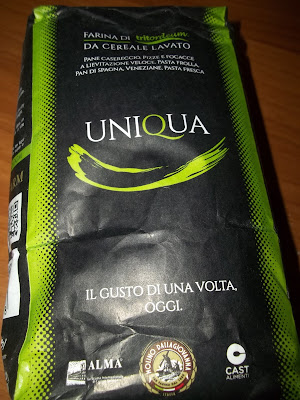 FARINA DI tritordeum
DA CEREALE LAVATO
PANE CASERECCIO, PIZZE E FOCACCE
A LIEVITAZIONE VELOCE, PASTA FROLLA,
PAN DI SPAGNA, VENEZIANE, PASTA FRESCA
UNIQUA
IL GUSTO DI UNA VOLTA,
OGGI.
ALMA
MOLINO DALLAGIOVANNA
CAST
ALIMENTI